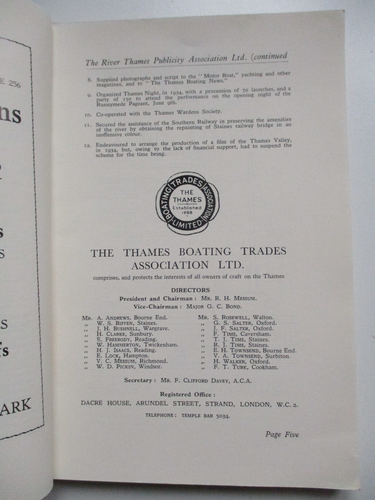 E 256
ns
fs
ARK
The River Thames Publicity Association Ltd. (continued
8. Supplied photographs and script to the "Motor Boat," yachting and other
magazines, and to "The Thames Boating News."
9. Organized Thames Night, in 1934, with a procession of 70 launches, and a
party of 150 to attend the performance on the opening night of the
Runnymede Pageant, June 9th.
10. Co-operated with the Thames Wardens Society.
11. Secured the assistance of the Southern Railway in preserving the amenities
of the river by obtaining the repainting of Staines railway bridge in an
inoffensive colour.
12. Endeavoured to arrange the production of a film of the Thames Valley,
in 1934, but, owing to the lack of financial support, had to suspend the
scheme for the time being.
BOATING TRADES ASSOCIATION LIMITED
THE
THAMES
Established
THE THAMES BOATING TRADES
ASSOCIATION LTD.
comprises, and protects the interests of all owners of craft on the Thames
DIRECTORS
President and Chairman : Mr. R. H. Messum.
Vice-Chairman : Major G. C. Bond.
Mr. A. Andrews, Bourne End. Mr. S. Rosewell, Walton.
„ W. S. Biffen, Staines. „ G. S. Salter, Oxford.
„ J. H. Bushnell, Wargrave. „ J. F. Salter, Oxford.
„ H. Clarke, Sunbury. „ F. Time, Caversham.
„ S. Freebody, Reading. „ T. J. Tims, Staines.
„ W. Hammerton, Twickenham. „ H. J. Tims, Staines.
„ H. J. Isaacs, Reading. „ E. H. Townsend, Bourne End.
„ E. Lock, Hampton. „ V. A. Townsend, Surbiton.
„ V. C. Messum, Richmond. „ H. Walker, Oxford.
„ W. D. Pickin, Windsor. „ F. T. Turk, Cookham.
Secretary : Mr. F. Clifford Davey, A.C.A.
Registered Office :
DACRE HOUSE, ARUNDEL STREET, STRAND, LONDON, W.C. 2.
TELEPHONE: TEMPLE BAR 5034.
Page Five